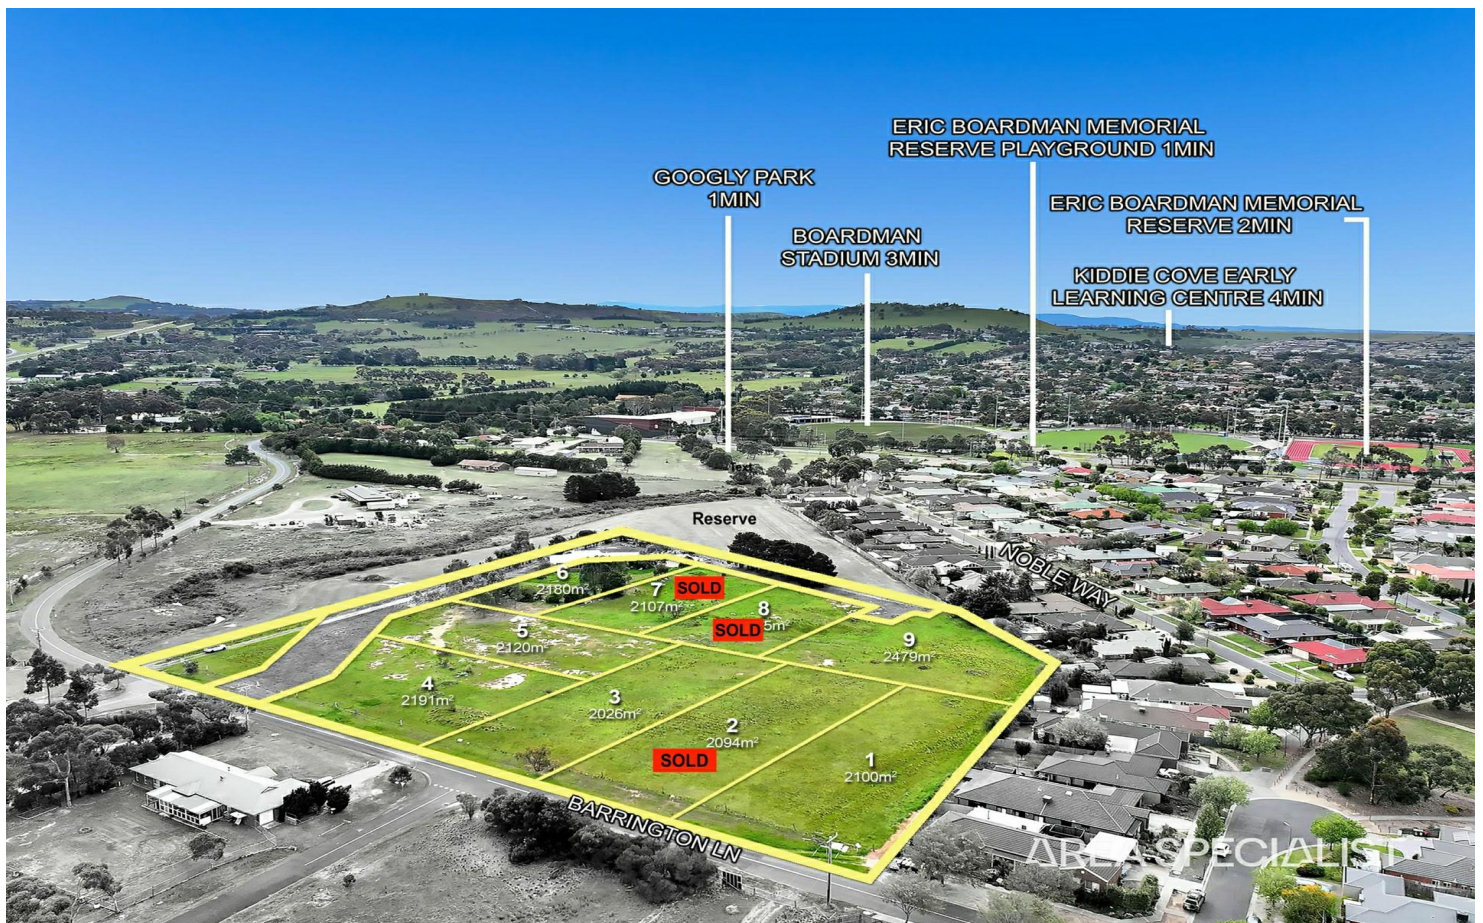 ERIC BOARDMAN MEMORIAL
RESERVE PLAYGROUND 1MIN
GOOGLY PARK
1MIN
ERIC BOARDMAN MEMORIAL
RESERVE 2MIN
BOARDMAN
STADIUM 3MIN
KIDDIE COVE EARLY
LEARNING CENTRE 4MIN
Text
Reserve
NOBLE WAY
6
2180m²
7
SOLD
2107m²
8
SOLD
5m²
5
2120m²
9
2479m²
4
2191m²
3
2026m²
2
2094m²
SOLD
1
2100m²
BARRINGTON LN
AREA SPECIALIST